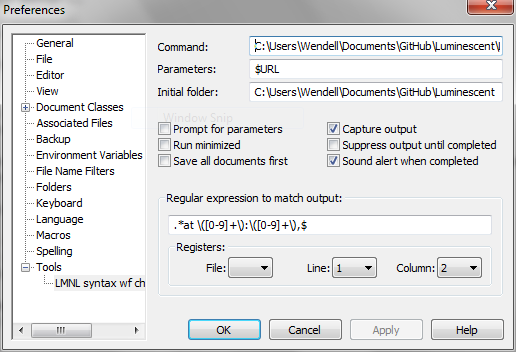 Preferences
General
File
Editor
View
Document Classes
Associated Files
Backup
Environment Variables
File Name Filters
Folders
Keyboard
Language
Macros
Spelling
Tools
LMNL syntax wf ch
Command:
C:\Users\Wendell\Documents\GitHub\Luminescent\l
Parameters:
$URL
Initial folder:
C:\Users\Wendell\Documents\GitHub\Luminescent
Window Snip
Prompt for parameters
Capture output
Run minimized
Suppress output until completed
Save all documents first
Sound alert when completed
Regular expression to match output:
.*at \([0-9]+\):\([0-9]+\),$
Registers:
File:
Line: 1
Column: 2
OK
Cancel
Apply
Help